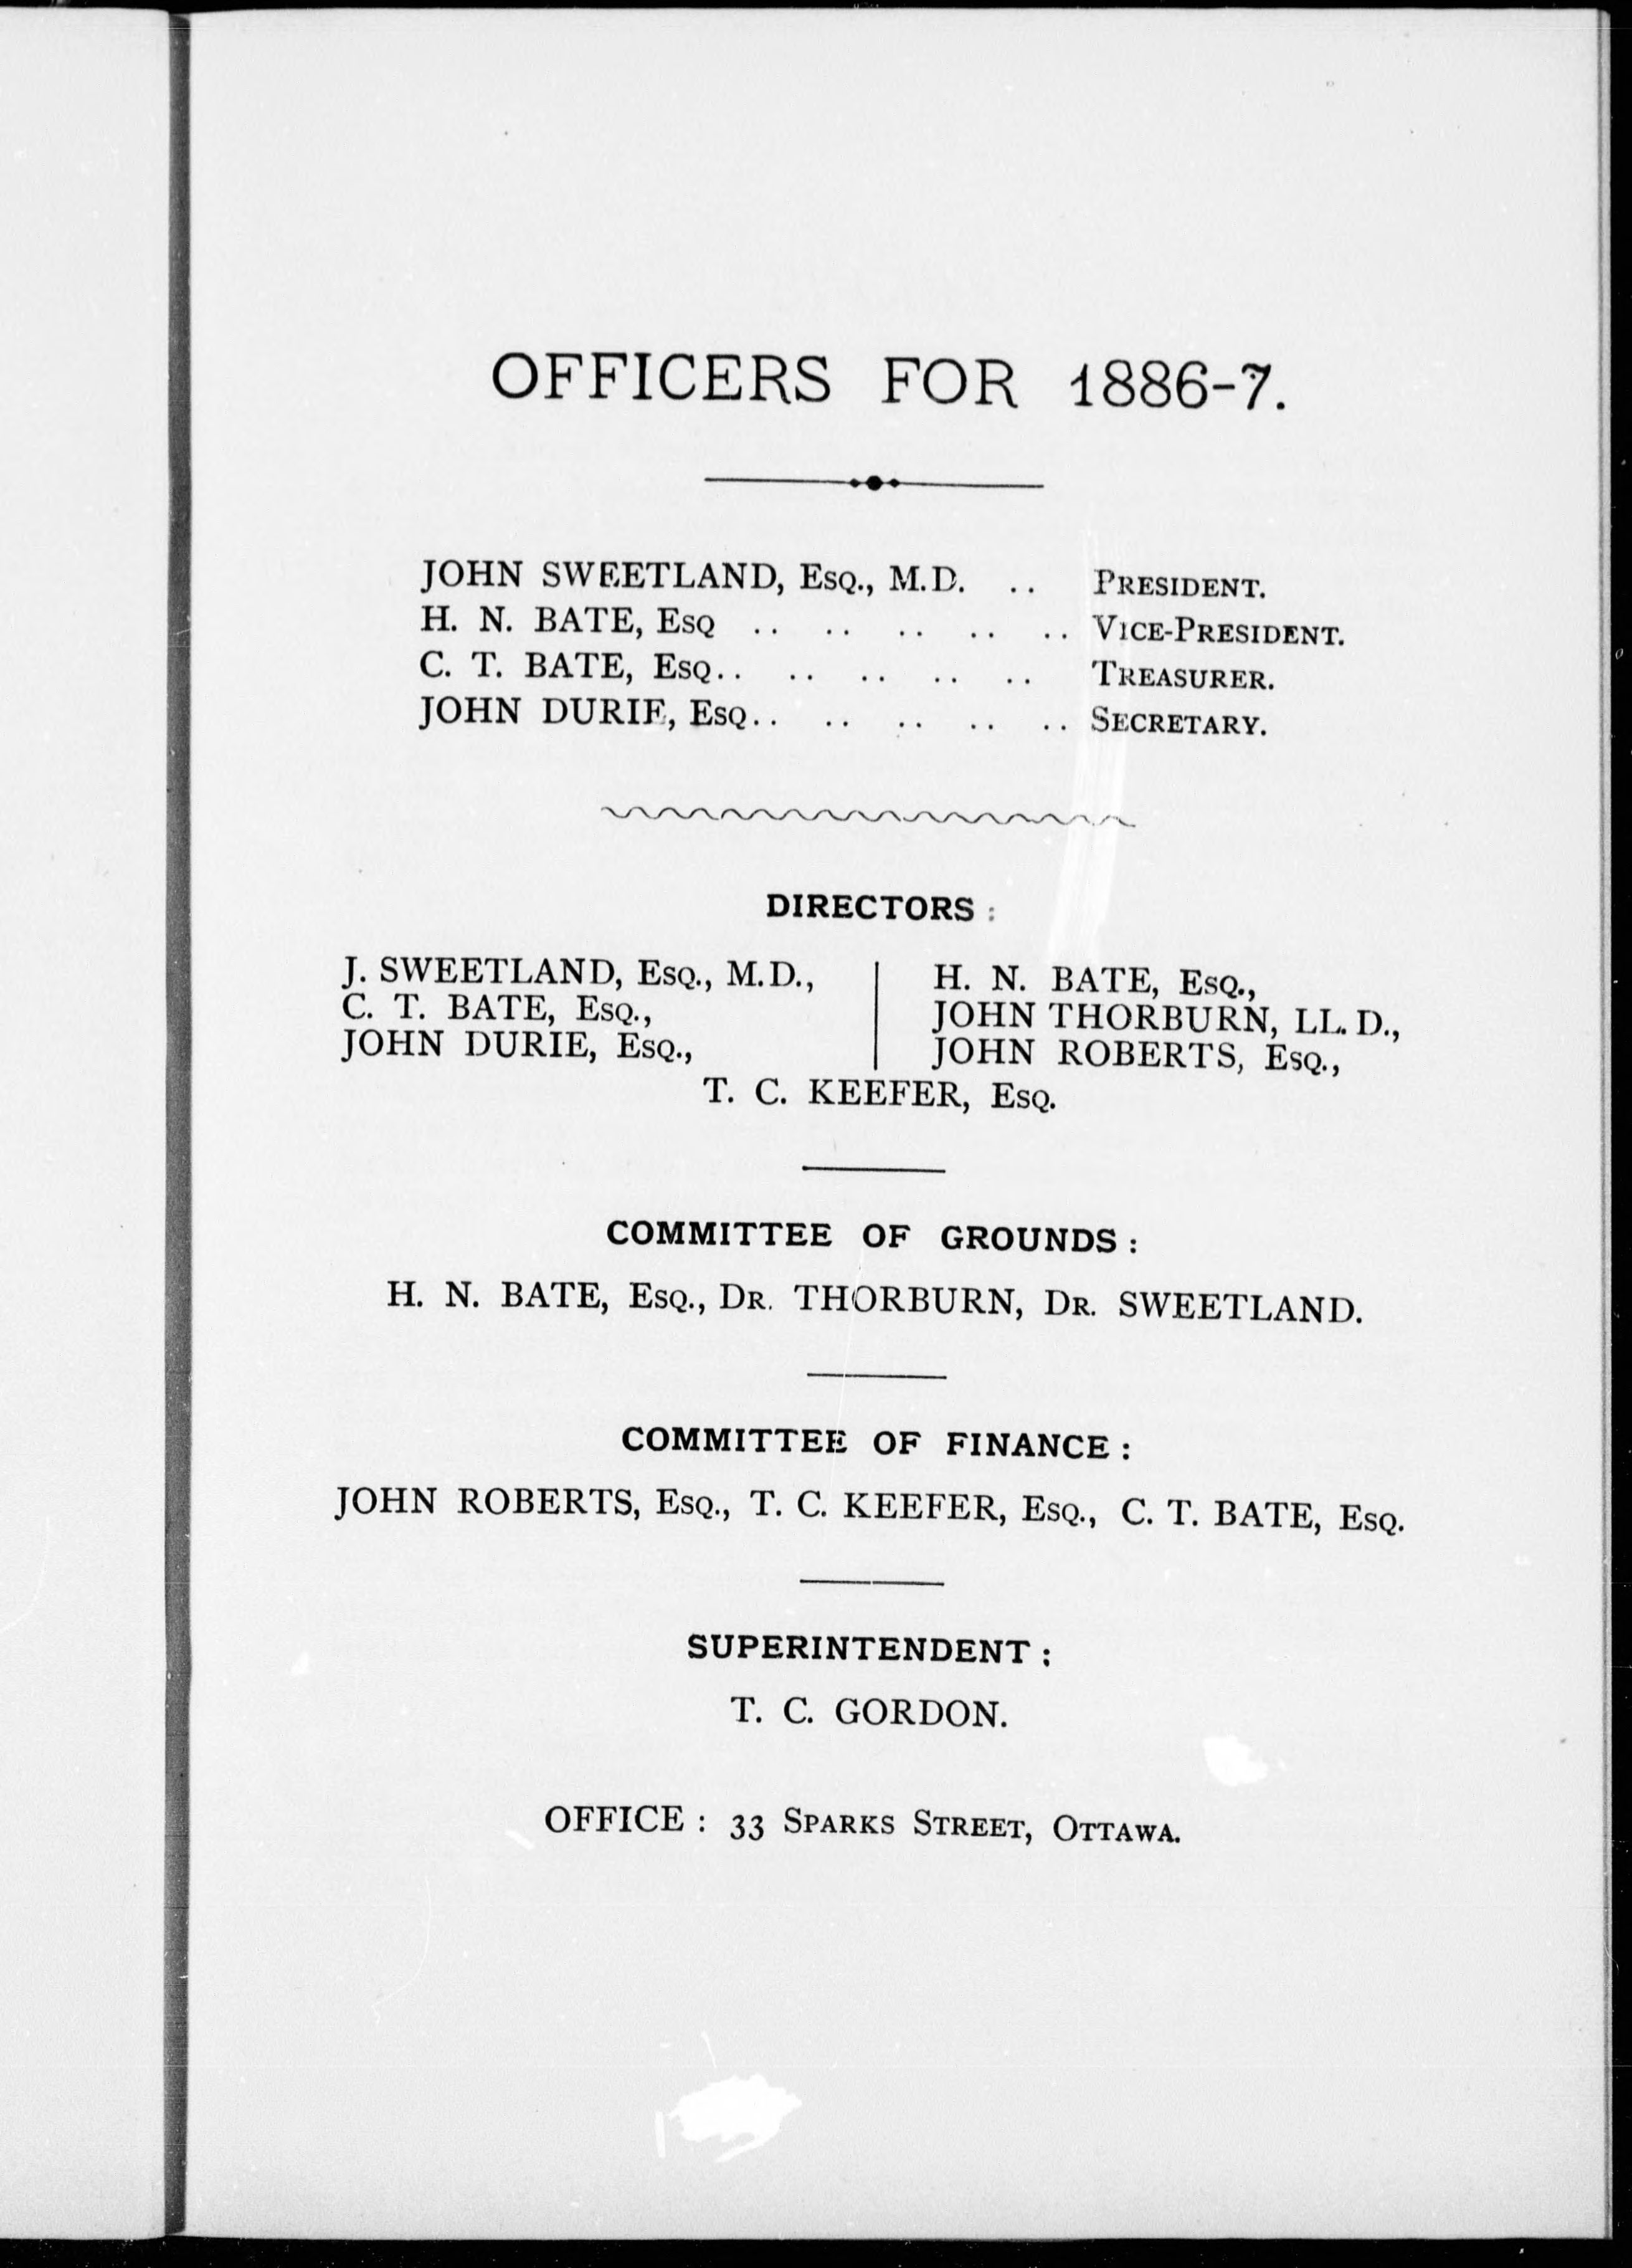 OFFICERS FOR 1886-7.
JOHN SWEETLAND, ESQ., M.D. .. PRESIDENT.
H. N. BATE, ESQ .. .. .. .. .. VICE-PRESIDENT.
C. T. BATE, ESQ.. .. .. .. .. TREASURER.
JOHN DURIE, ESQ.. .. .. .. .. SECRETARY.
DIRECTORS :
J. SWEETLAND, ESQ., M.D.,
C. T. BATE, ESQ.,
JOHN DURIE, ESQ.,
H. N. BATE, ESQ.,
JOHN THORBURN, LL. D.,
JOHN ROBERTS, ESQ.,
T. C. KEEFER, ESQ.
COMMITTEE OF GROUNDS :
H. N. BATE, ESQ., DR. THORBURN, DR. SWEETLAND.
COMMITTEE OF FINANCE :
JOHN ROBERTS, ESQ., T. C. KEEFER, ESQ., C. T. BATE, ESQ.
SUPERINTENDENT :
T. C. GORDON.
OFFICE : 33 SPARKS STREET, OTTAWA.